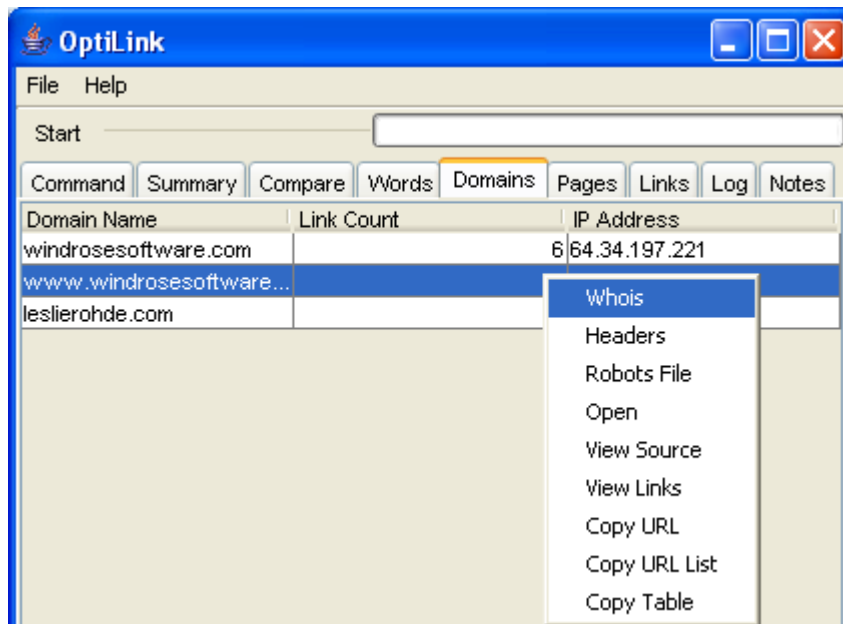 OptiLink
File Help
Start
Command Summary Compare Words Domains Pages Links Log Notes
Domain Name Link Count IP Address
windrosesoftware.com 6 64.34.197.221
www.windrosesoftware...
leslierohde.com
Whois
Headers
Robots File
Open
View Source
View Links
Copy URL
Copy URL List
Copy Table